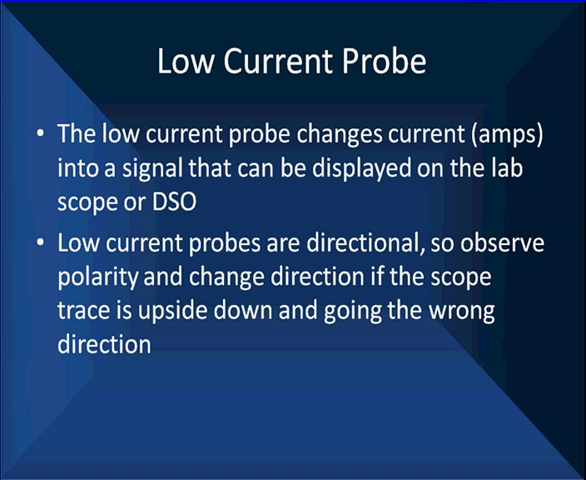 Low Current Probe
• The low current probe changes current (amps)
into a signal that can be displayed on the lab
scope or DSO
• Low current probes are directional, so observe
polarity and change direction if the scope
trace is upside down and going the wrong
direction